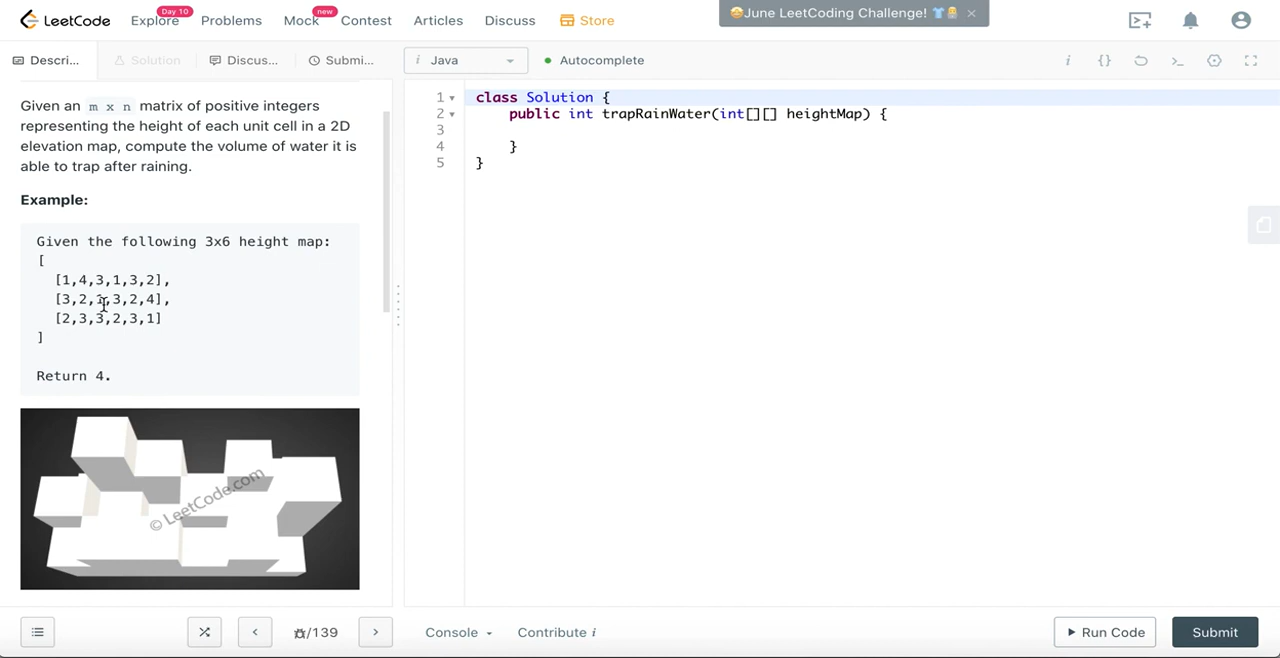 LeetCode
Explore
Day 10
Problems
Mock
new
Contest
Articles
Discuss
Store
😀June LeetCoding Challenge! 👕 ×
Descri...
Solution
Discus...
Submi...
i Java
Autocomplete
Given an m x n matrix of positive integers
representing the height of each unit cell in a 2D
elevation map, compute the volume of water it is
able to trap after raining.
Example:
Given the following 3x6 height map:
[
[1,4,3,1,3,2],
[3,2,1,3,2,4],
[2,3,3,2,3,1]
]
Return 4.
© LeetCode.com
1 class Solution {
2 public int trapRainWater(int[][] heightMap) {
3
4 }
5 }
/139
Console
Contribute i
Run Code
Submit